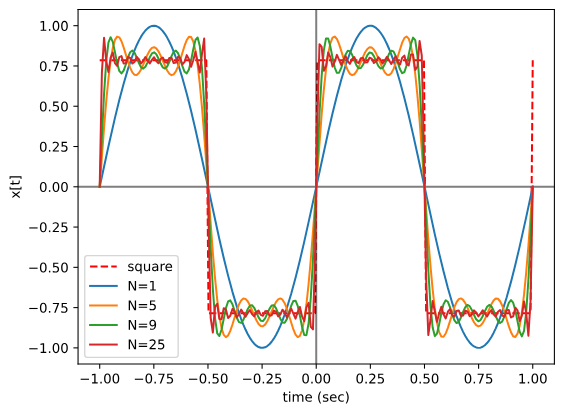 1.00
0.75
0.50
0.25
0.00
−0.25
−0.50
−0.75
−1.00
x[t]
square
N=1
N=5
N=9
N=25
−1.00 −0.75 −0.50 −0.25 0.00 0.25 0.50 0.75 1.00
time (sec)